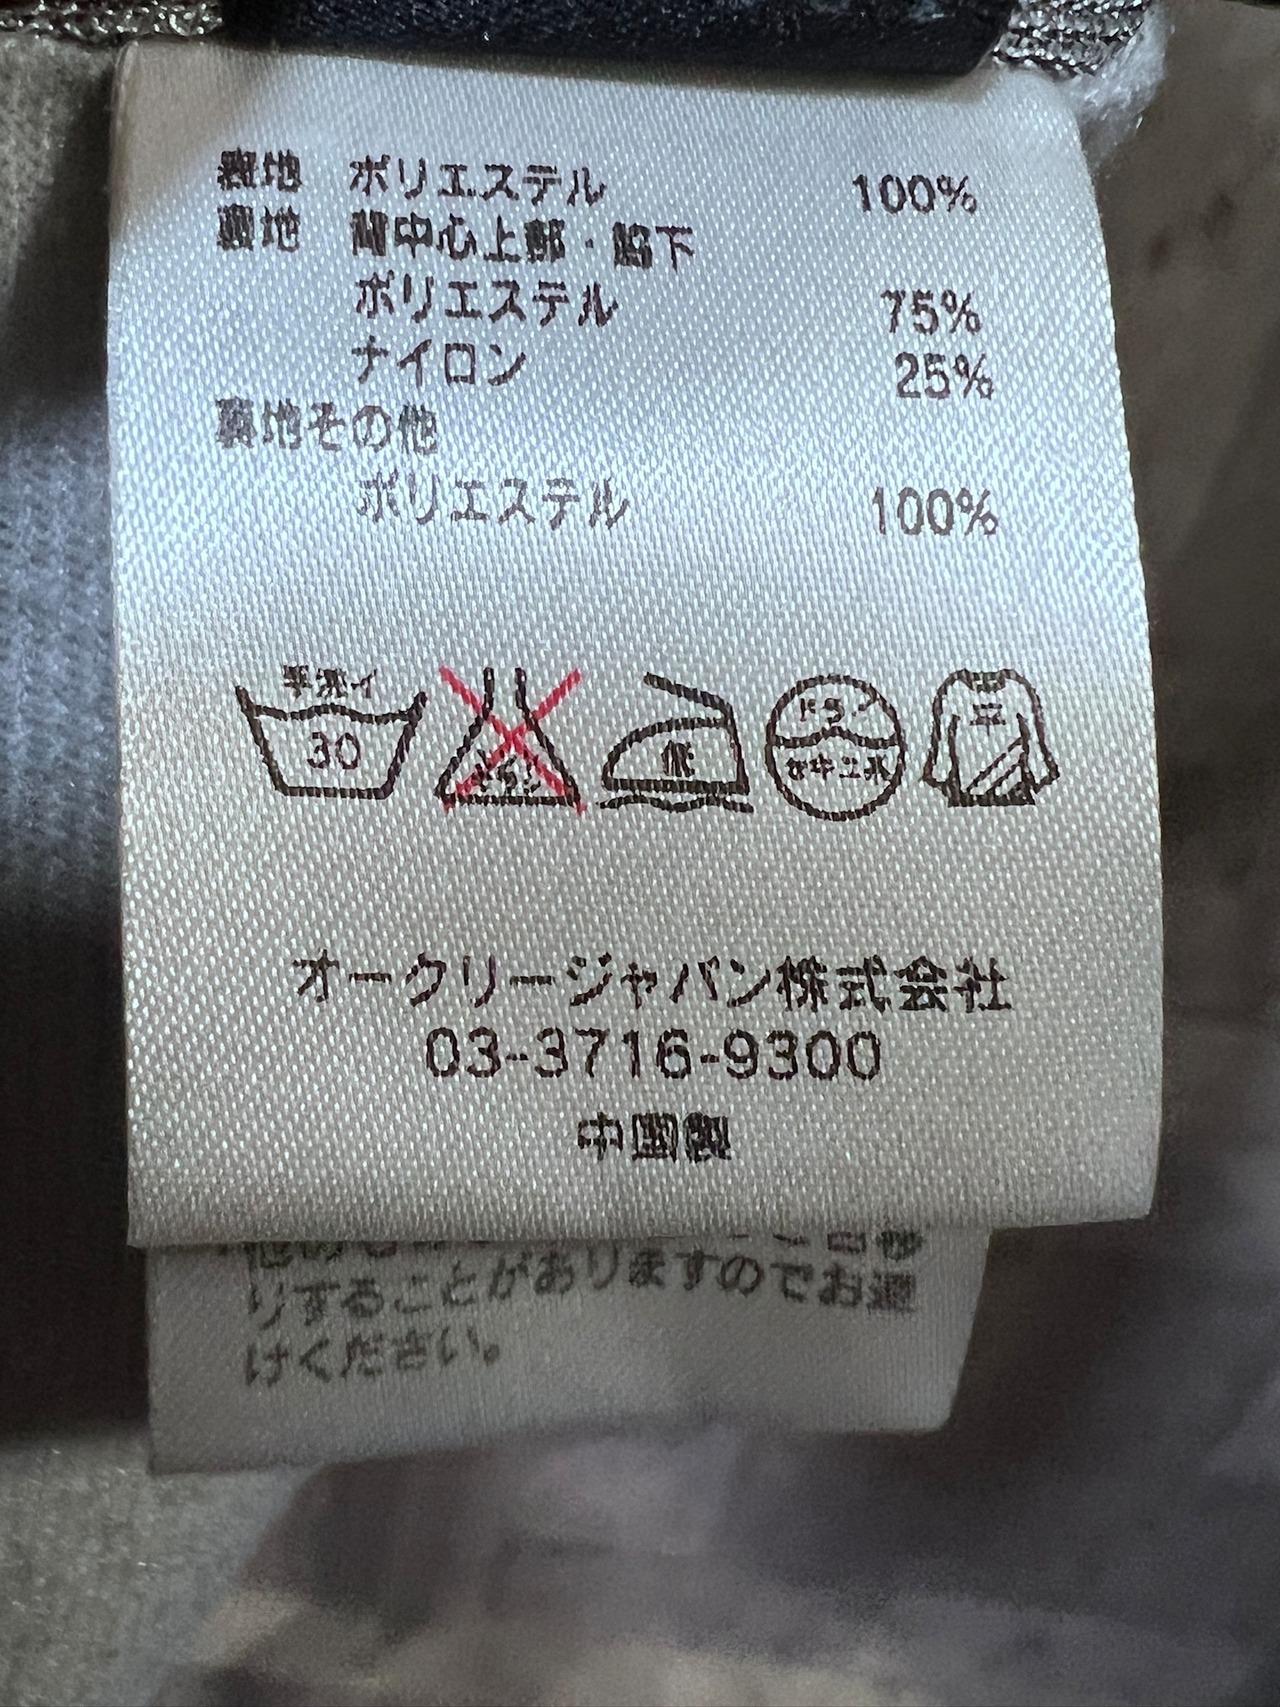 表地 ポリエステル 100%
裏地 背中心上部・脇下
ポリエステル 75%
ナイロン 25%
裏地その他
ポリエステル 100%
手洗イ
30
低
ドライ
平
オークリージャパン株式会社
03-3716-9300
中国製
りすることがありますのでお避
けください。